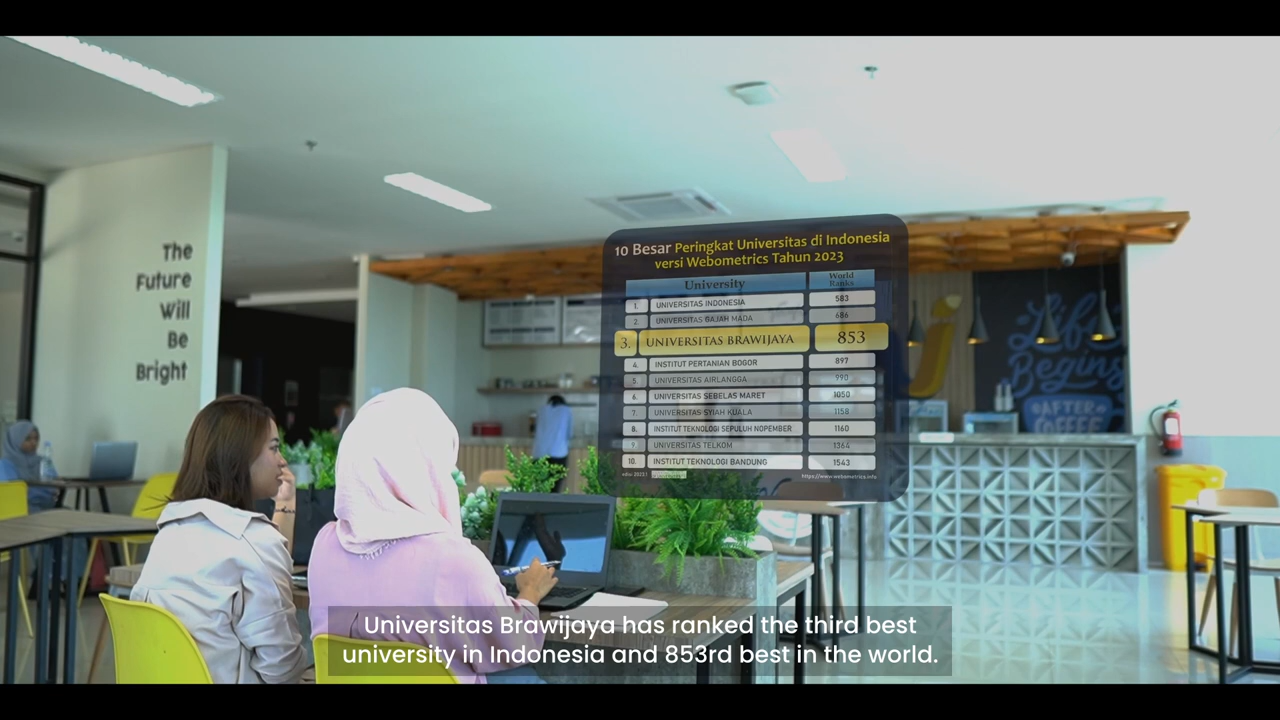 The
Future
Will
Be
Bright
10 Besar Peringkat Universitas di Indonesia
versi Webometrics Tahun 2023
University World Ranks
1. UNIVERSITAS INDONESIA 583
2. UNIVERSITAS GAJAH MADA 686
3. UNIVERSITAS BRAWIJAYA 853
4. INSTITUT PERTANIAN BOGOR 897
5. UNIVERSITAS AIRLANGGA 990
6. UNIVERSITAS SEBELAS MARET 1050
7. UNIVERSITAS SYIAH KUALA 1158
8. INSTITUT TEKNOLOGI SEPULUH NOPEMBER 1160
9. UNIVERSITAS TELKOM 1364
10. INSTITUT TEKNOLOGI BANDUNG 1543
https://www.webometrics.info
Life
Begins
AFTER
COFFEE
Universitas Brawijaya has ranked the third best
university in Indonesia and 853rd best in the world.